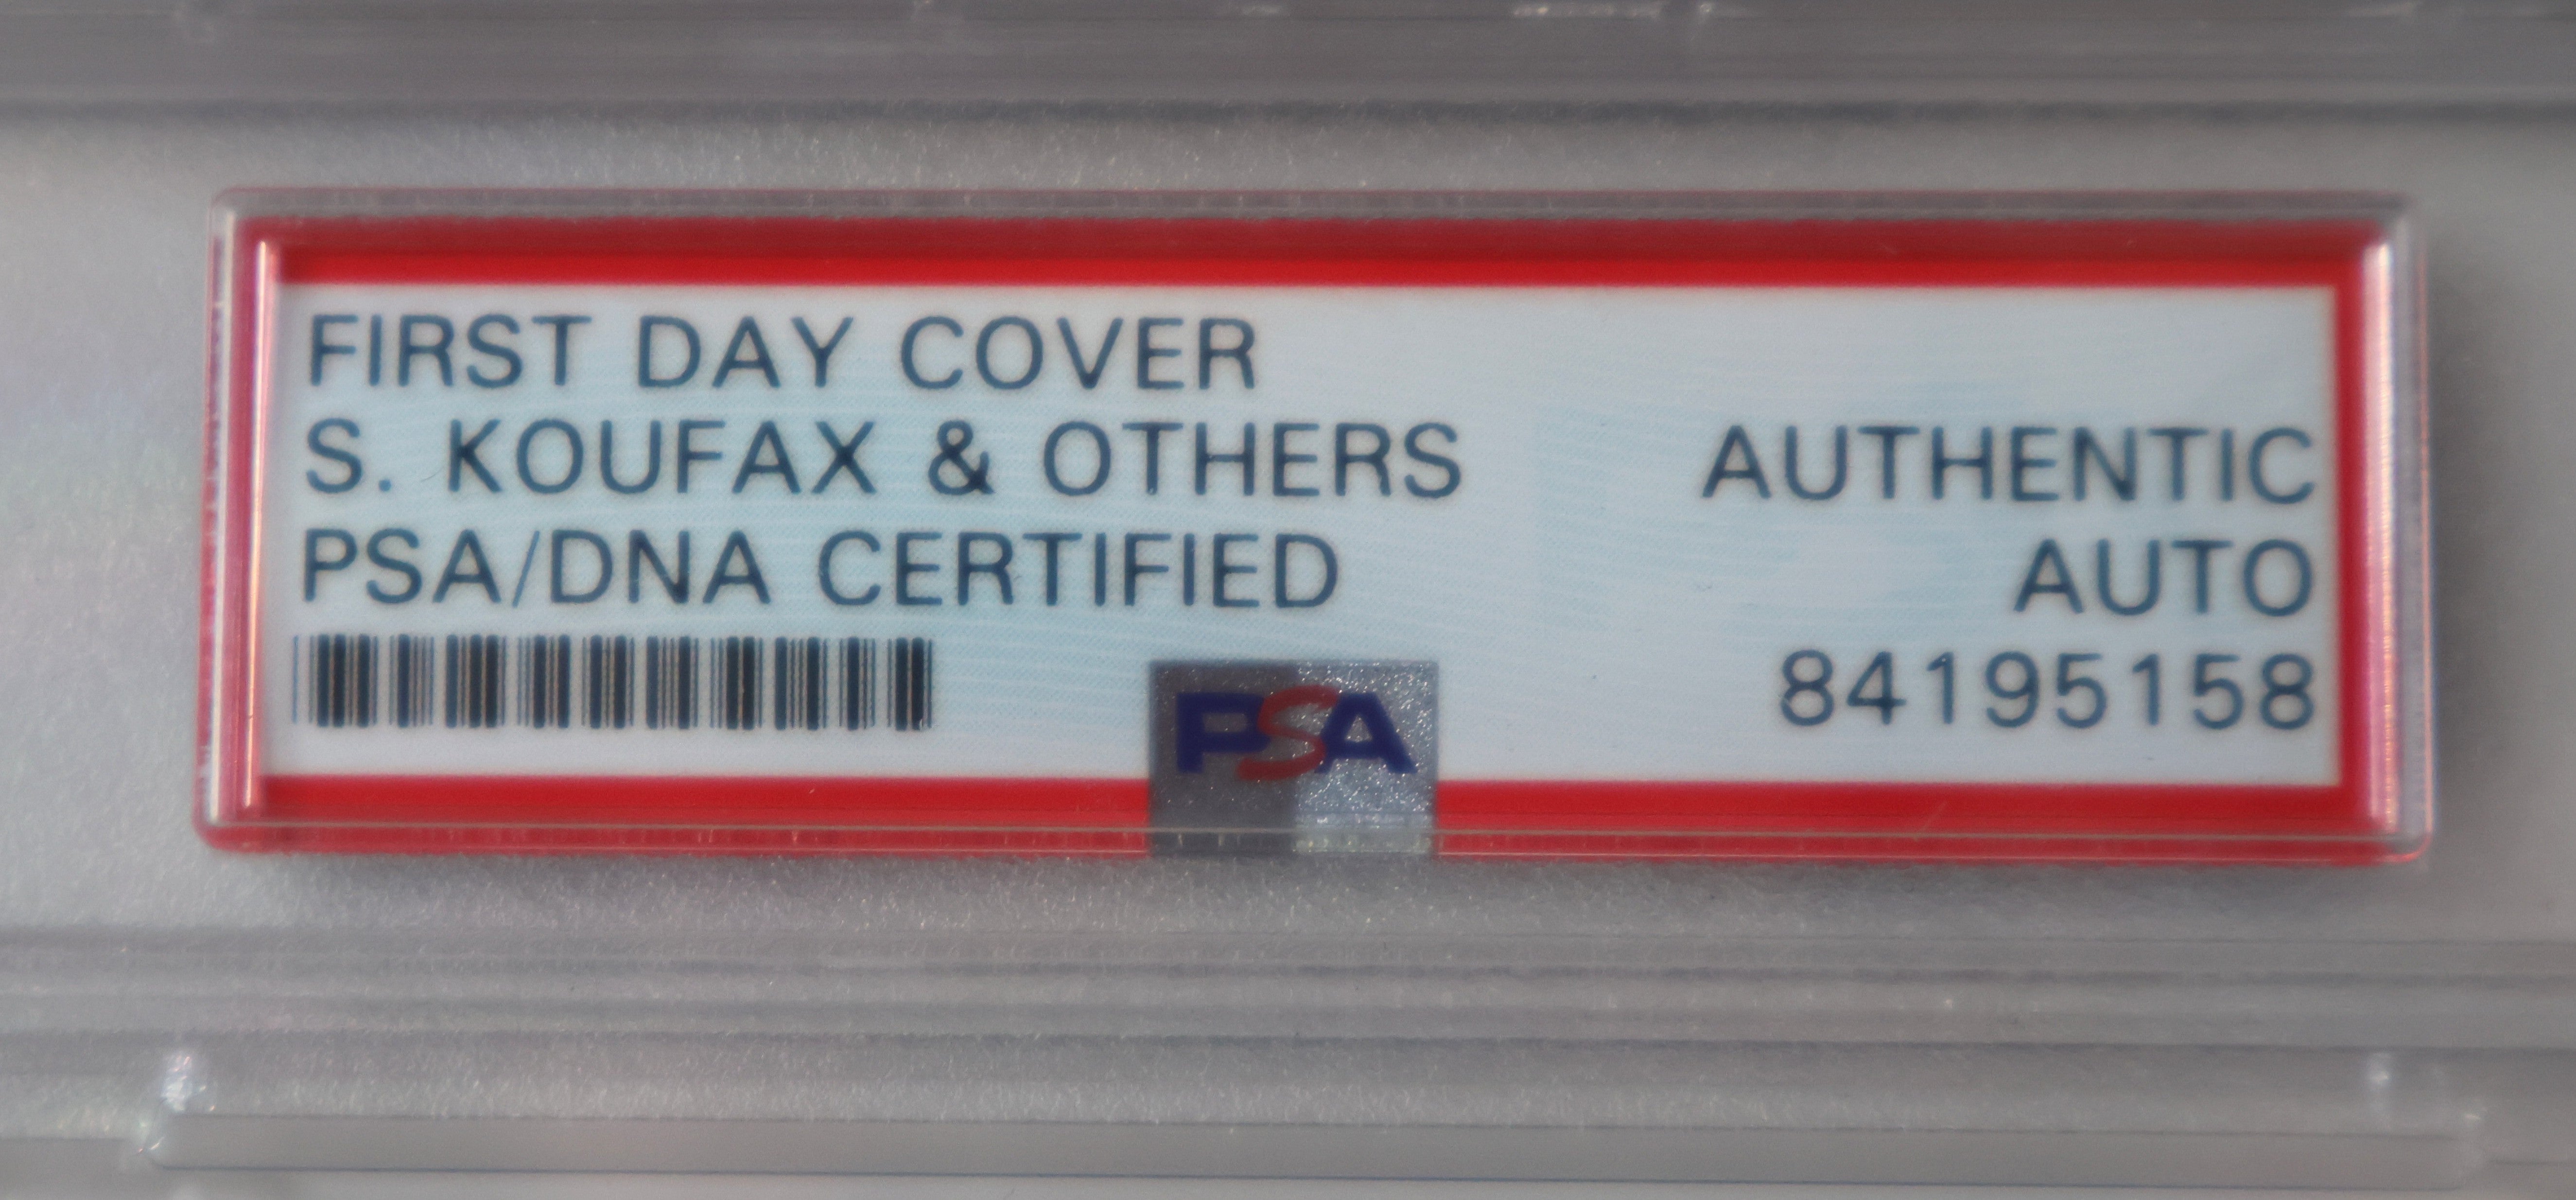 FIRST DAY COVER
S. KOUFAX & OTHERS
AUTHENTIC
PSA/DNA CERTIFIED
AUTO
84195158
PSA